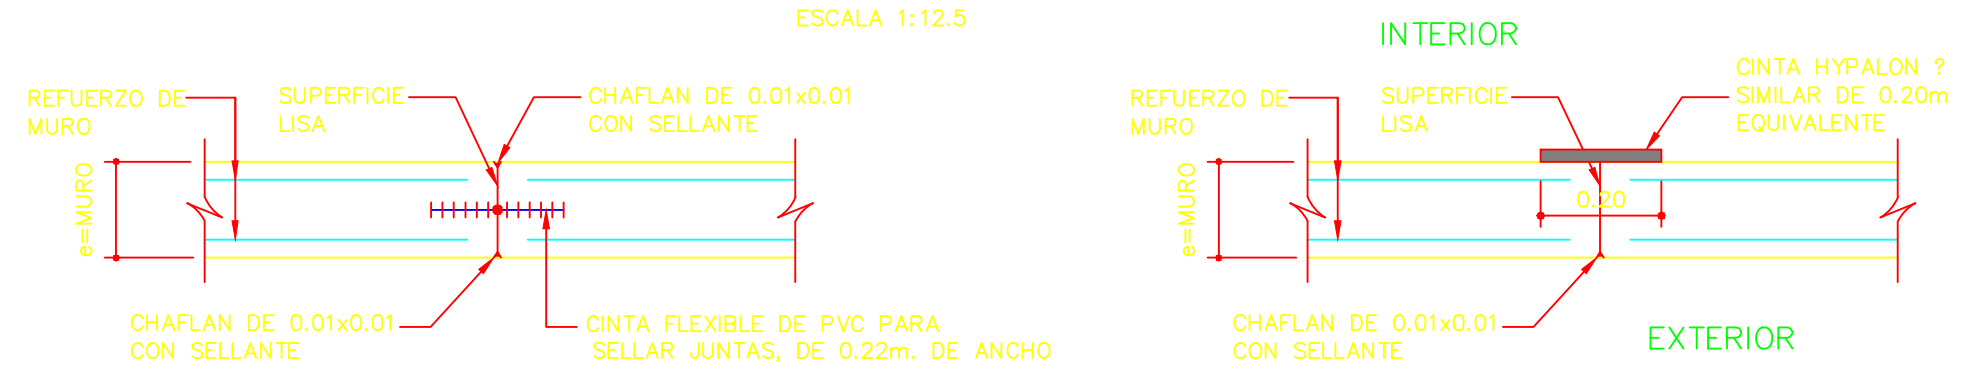 ESCALA 1:12.5
REFUERZO DE
MURO
SUPERFICIE
LISA
CHAFLAN DE 0.01x0.01
CON SELLANTE
e=MURO
CHAFLAN DE 0.01x0.01
CON SELLANTE
CINTA FLEXIBLE DE PVC PARA
SELLAR JUNTAS, DE 0.22m. DE ANCHO
INTERIOR
REFUERZO DE
MURO
SUPERFICIE
LISA
CINTA HYPALON ?
SIMILAR DE 0.20m
EQUIVALENTE
e=MURO
0.20
CHAFLAN DE 0.01x0.01
CON SELLANTE
EXTERIOR